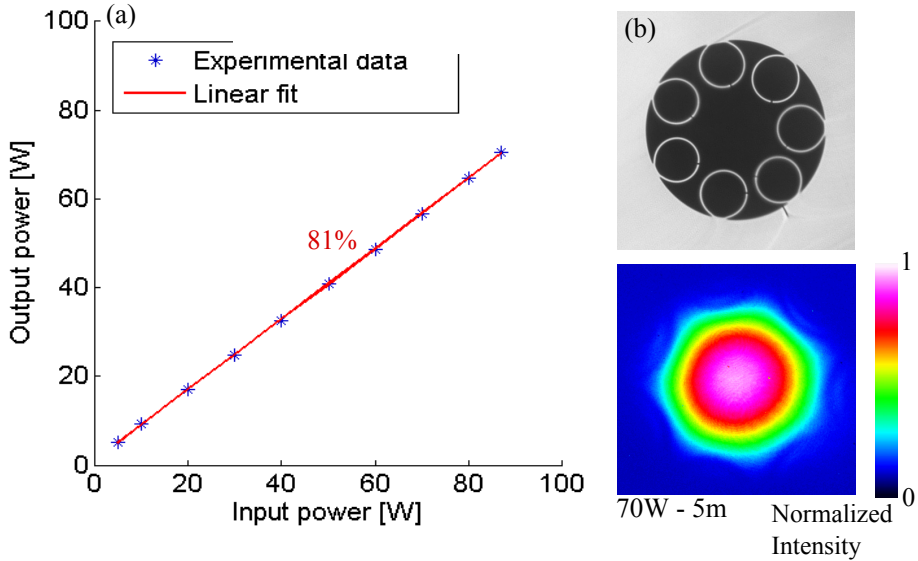 (a)
100
80
60
40
20
0
Output power [W]
Experimental data
Linear fit
81%
0 20 40 60 80 100
Input power [W]
(b)
1
0
70W - 5m
Normalized
Intensity